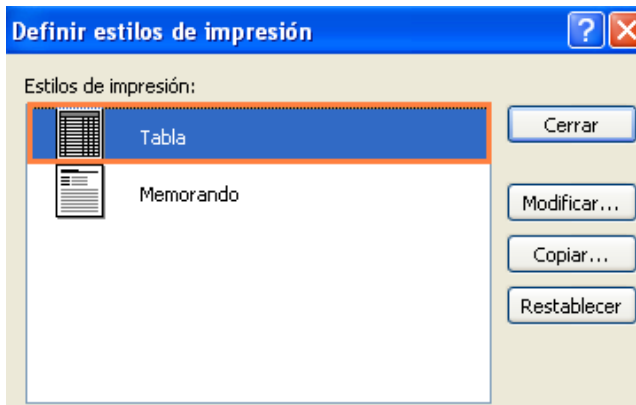 Definir estilos de impresión
Estilos de impresión:
Tabla
Memorando
Cerrar
Modificar...
Copiar...
Restablecer